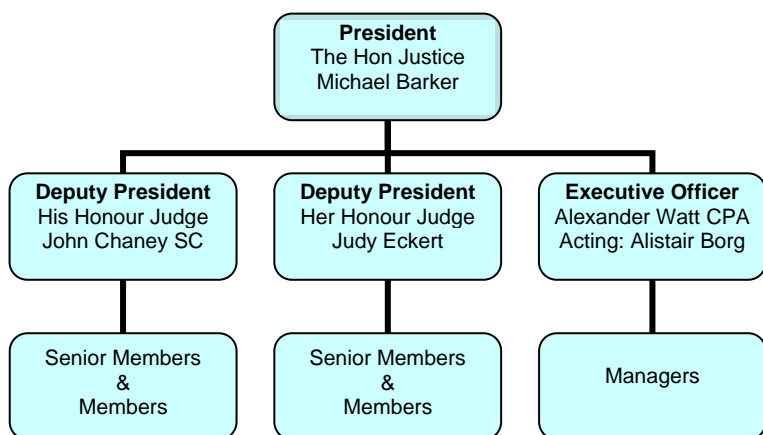 President
The Hon Justice
Michael Barker
Deputy President
His Honour Judge
John Chaney SC
Deputy President
Her Honour Judge
Judy Eckert
Executive Officer
Alexander Watt CPA
Acting: Alistair Borg
Senior Members
&
Members
Senior Members
&
Members
Managers